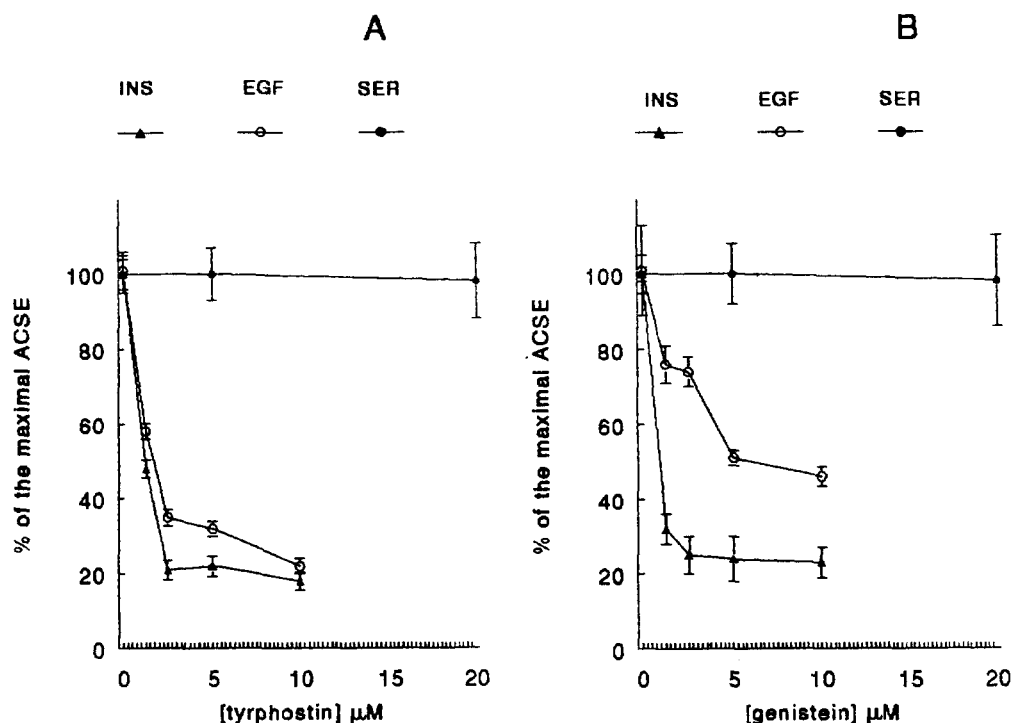 A
INS EGF SER
% of the maximal ACSE
100
80
60
40
20
0
0 5 10 20
[tyrphostin] µM
B
INS EGF SER
% of the maximal ACSE
100
80
60
40
20
0
0 5 10 20
[genistein] µM